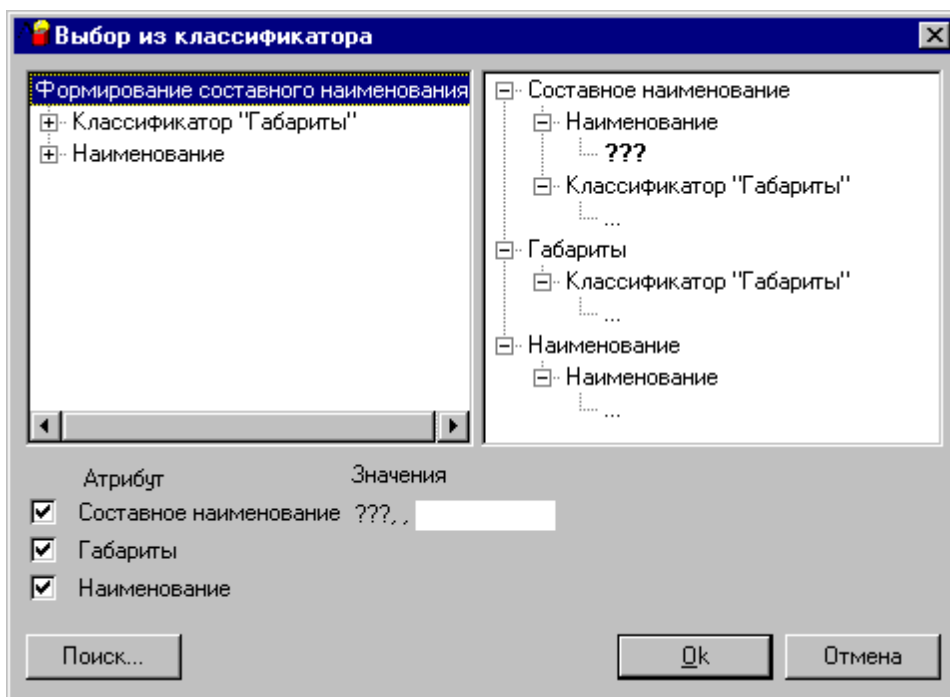 Выбор из классификатора
Формирование составного наименования
Классификатор "Габариты"
Наименование
Составное наименование
Наименование
???
Классификатор "Габариты"
...
Габариты
Классификатор "Габариты"
...
Наименование
Наименование
...
Атрибут Значения
Составное наименование ???, ,
Габариты
Наименование
Поиск... Ok Отмена